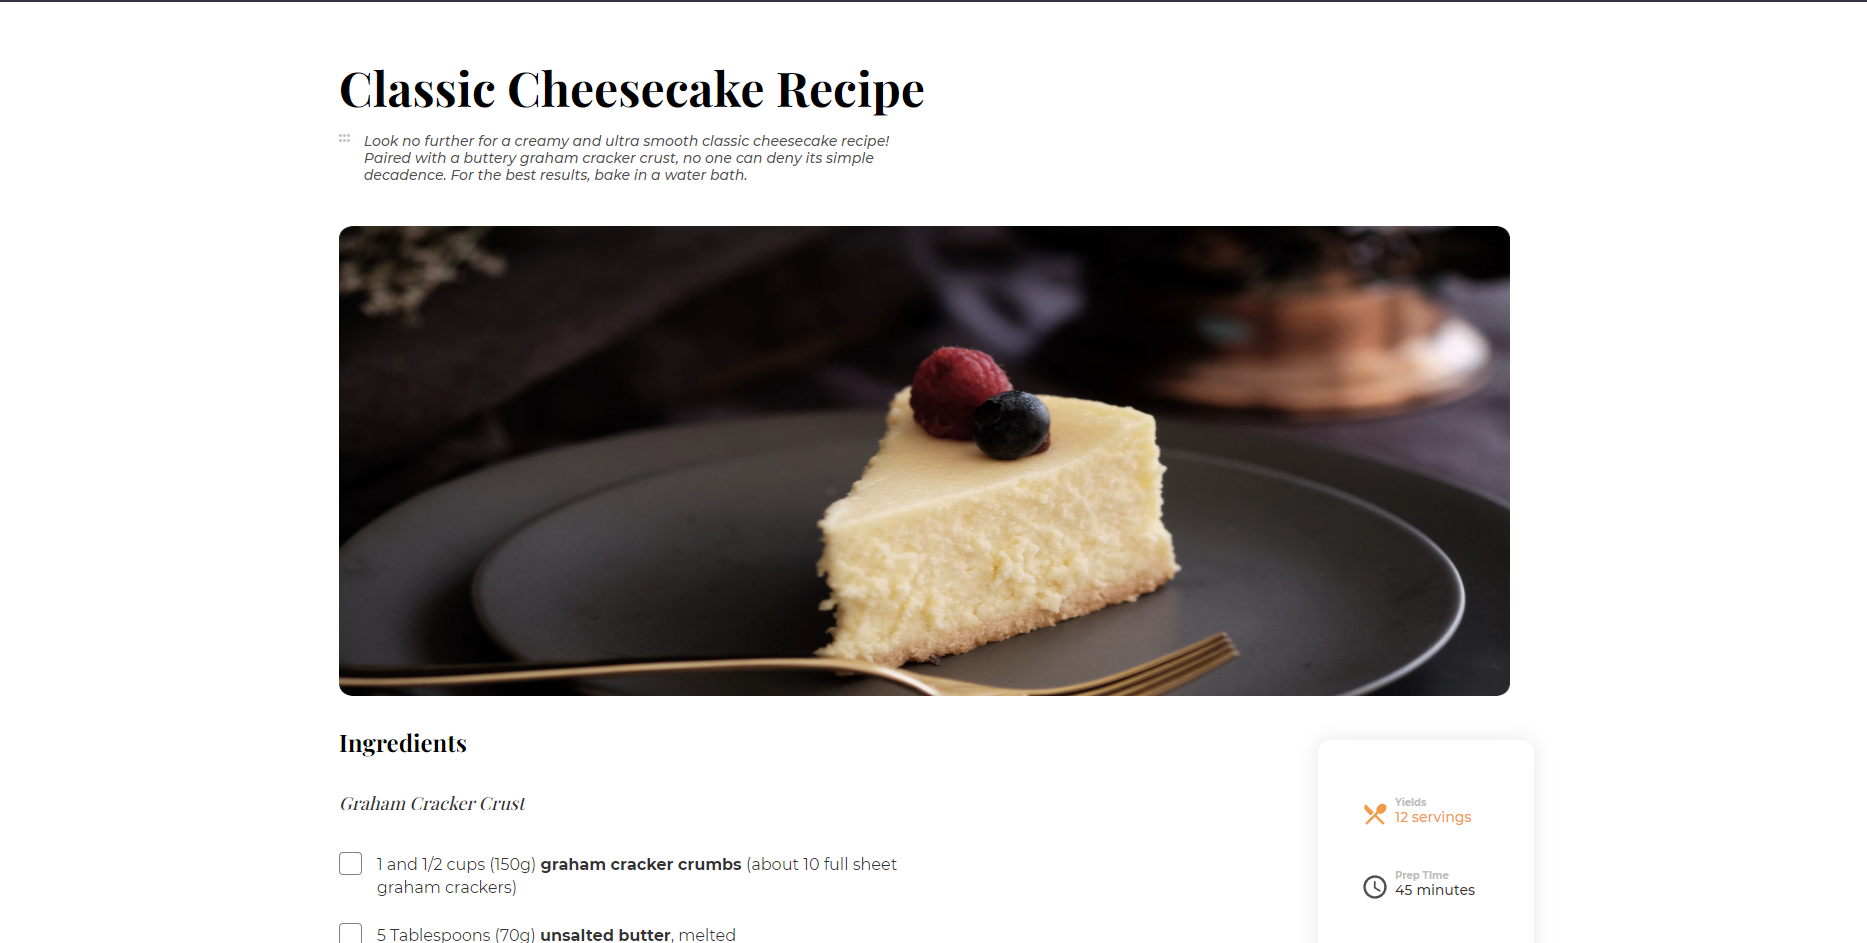 Classic Cheesecake Recipe
Look no further for a creamy and ultra smooth classic cheesecake recipe!
Paired with a buttery graham cracker crust, no one can deny its simple
decadence. For the best results, bake in a water bath.
Ingredients
Graham Cracker Crust
1 and 1/2 cups (150g) graham cracker crumbs (about 10 full sheet
graham crackers)
5 Tablespoons (70g) unsalted butter, melted
Yields
12 servings
Prep TIme
45 minutes